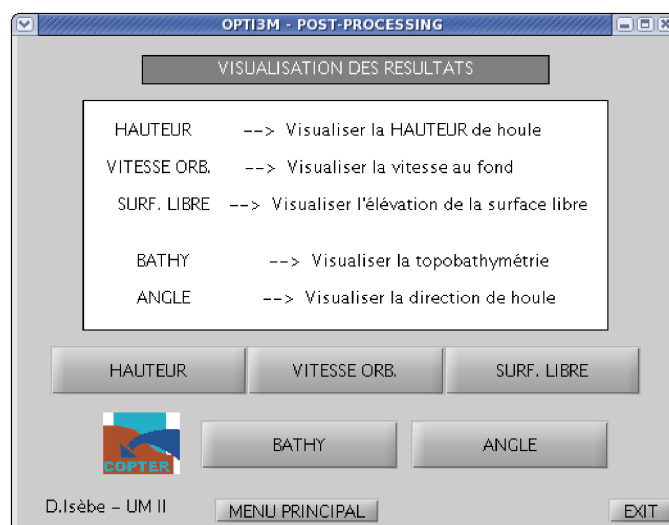 OPTI3M - POST-PROCESSING
VISUALISATION DES RESULTATS
HAUTEUR --> Visualiser la HAUTEUR de houle
VITESSE ORB. --> Visualiser la vitesse au fond
SURF. LIBRE --> Visualiser l'élévation de la surface libre
BATHY --> Visualiser la topobathymétrie
ANGLE --> Visualiser la direction de houle
HAUTEUR VITESSE ORB. SURF. LIBRE
COPTER BATHY ANGLE
D.Isèbe – UM II MENU PRINCIPAL EXIT